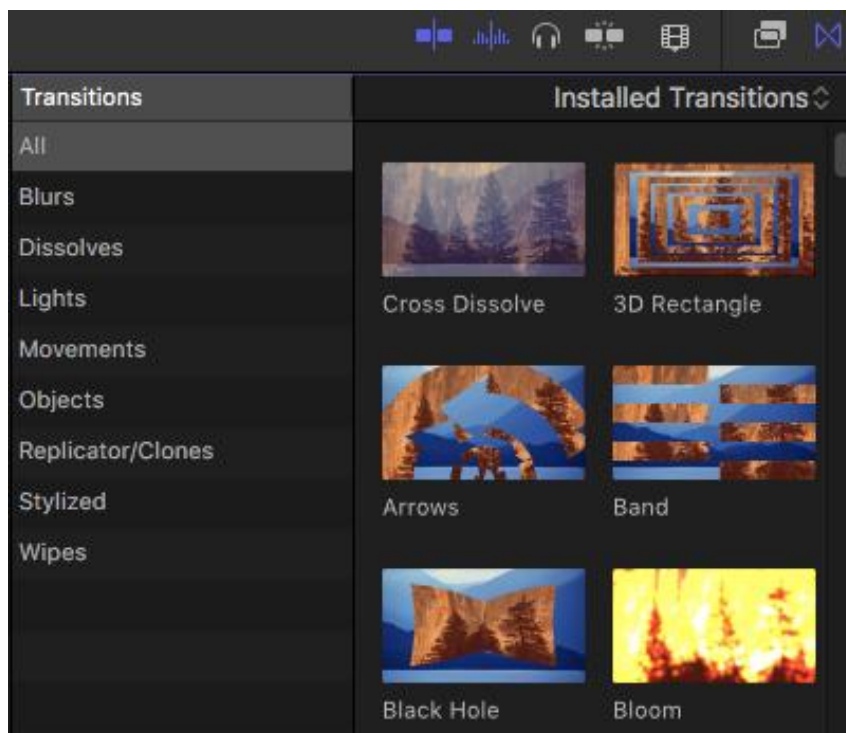 Transitions
Installed Transitions
All
Blurs
Dissolves
Lights
Movements
Objects
Replicator/Clones
Stylized
Wipes
Cross Dissolve
3D Rectangle
Arrows
Band
Black Hole
Bloom